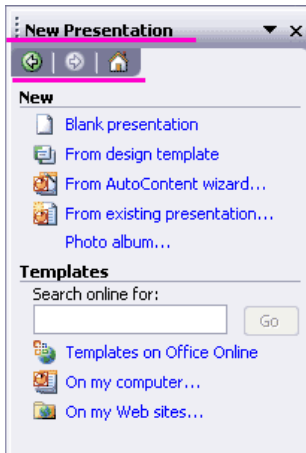 New Presentation
New
Blank presentation
From design template
From AutoContent wizard...
From existing presentation...
Photo album...
Templates
Search online for:
Go
Templates on Office Online
On my computer...
On my Web sites...